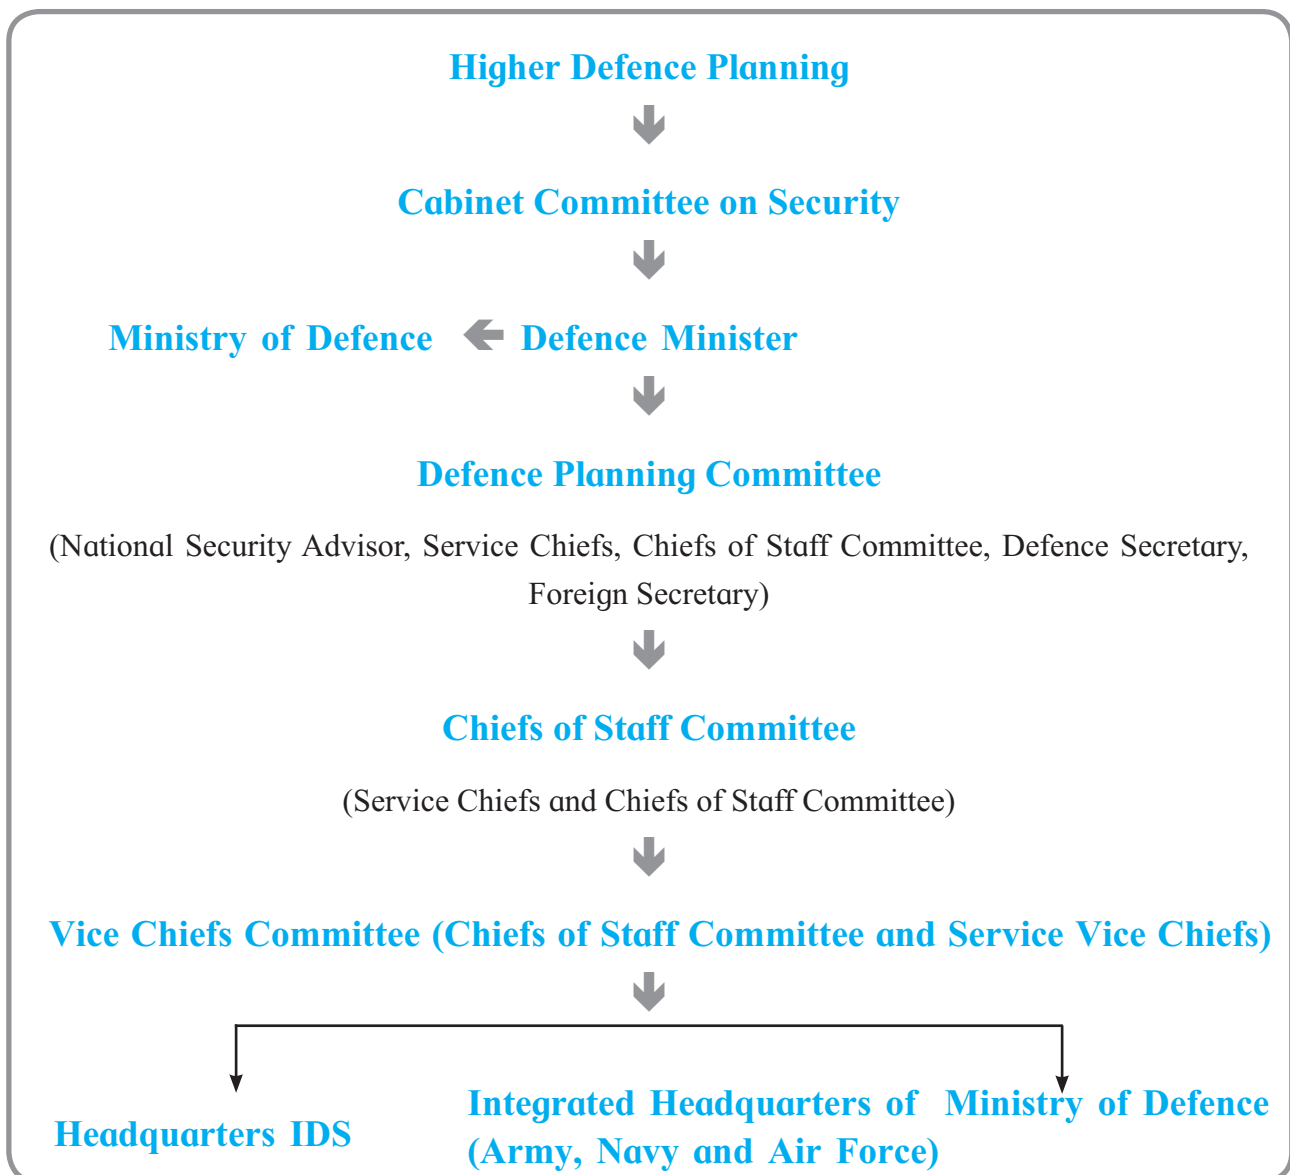 Higher Defence Planning
Cabinet Committee on Security
Ministry of Defence Defence Minister
Defence Planning Committee
(National Security Advisor, Service Chiefs, Chiefs of Staff Committee, Defence Secretary,
Foreign Secretary)
Chiefs of Staff Committee
(Service Chiefs and Chiefs of Staff Committee)
Vice Chiefs Committee (Chiefs of Staff Committee and Service Vice Chiefs)
Headquarters IDS
Integrated Headquarters of Ministry of Defence
(Army, Navy and Air Force)